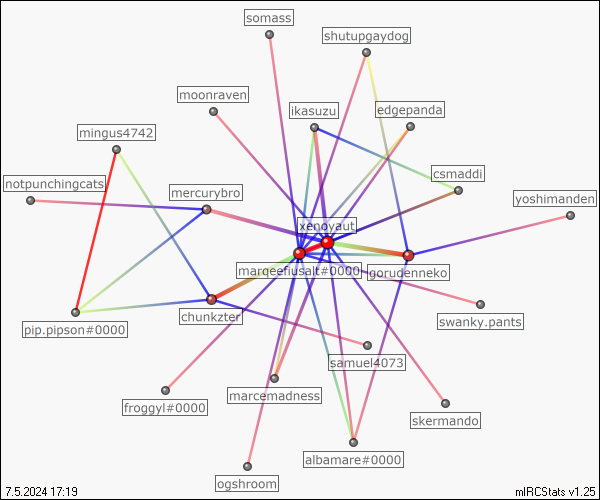 somass
shutupgaydog
moonraven
ikasuzu
edgepanda
mingus4742
csmaddi
notpunchingcats
mercurybro
yoshimanden
xenoyaut
marqeefiusalt#0000
gorudenneko
chunkzter
swanky.pants
pip.pipson#0000
samuel4073
marcemadness
froggyl#0000
skermando
albamare#0000
ogshroom
7.5.2024 17:19
mIRCStats v1.25